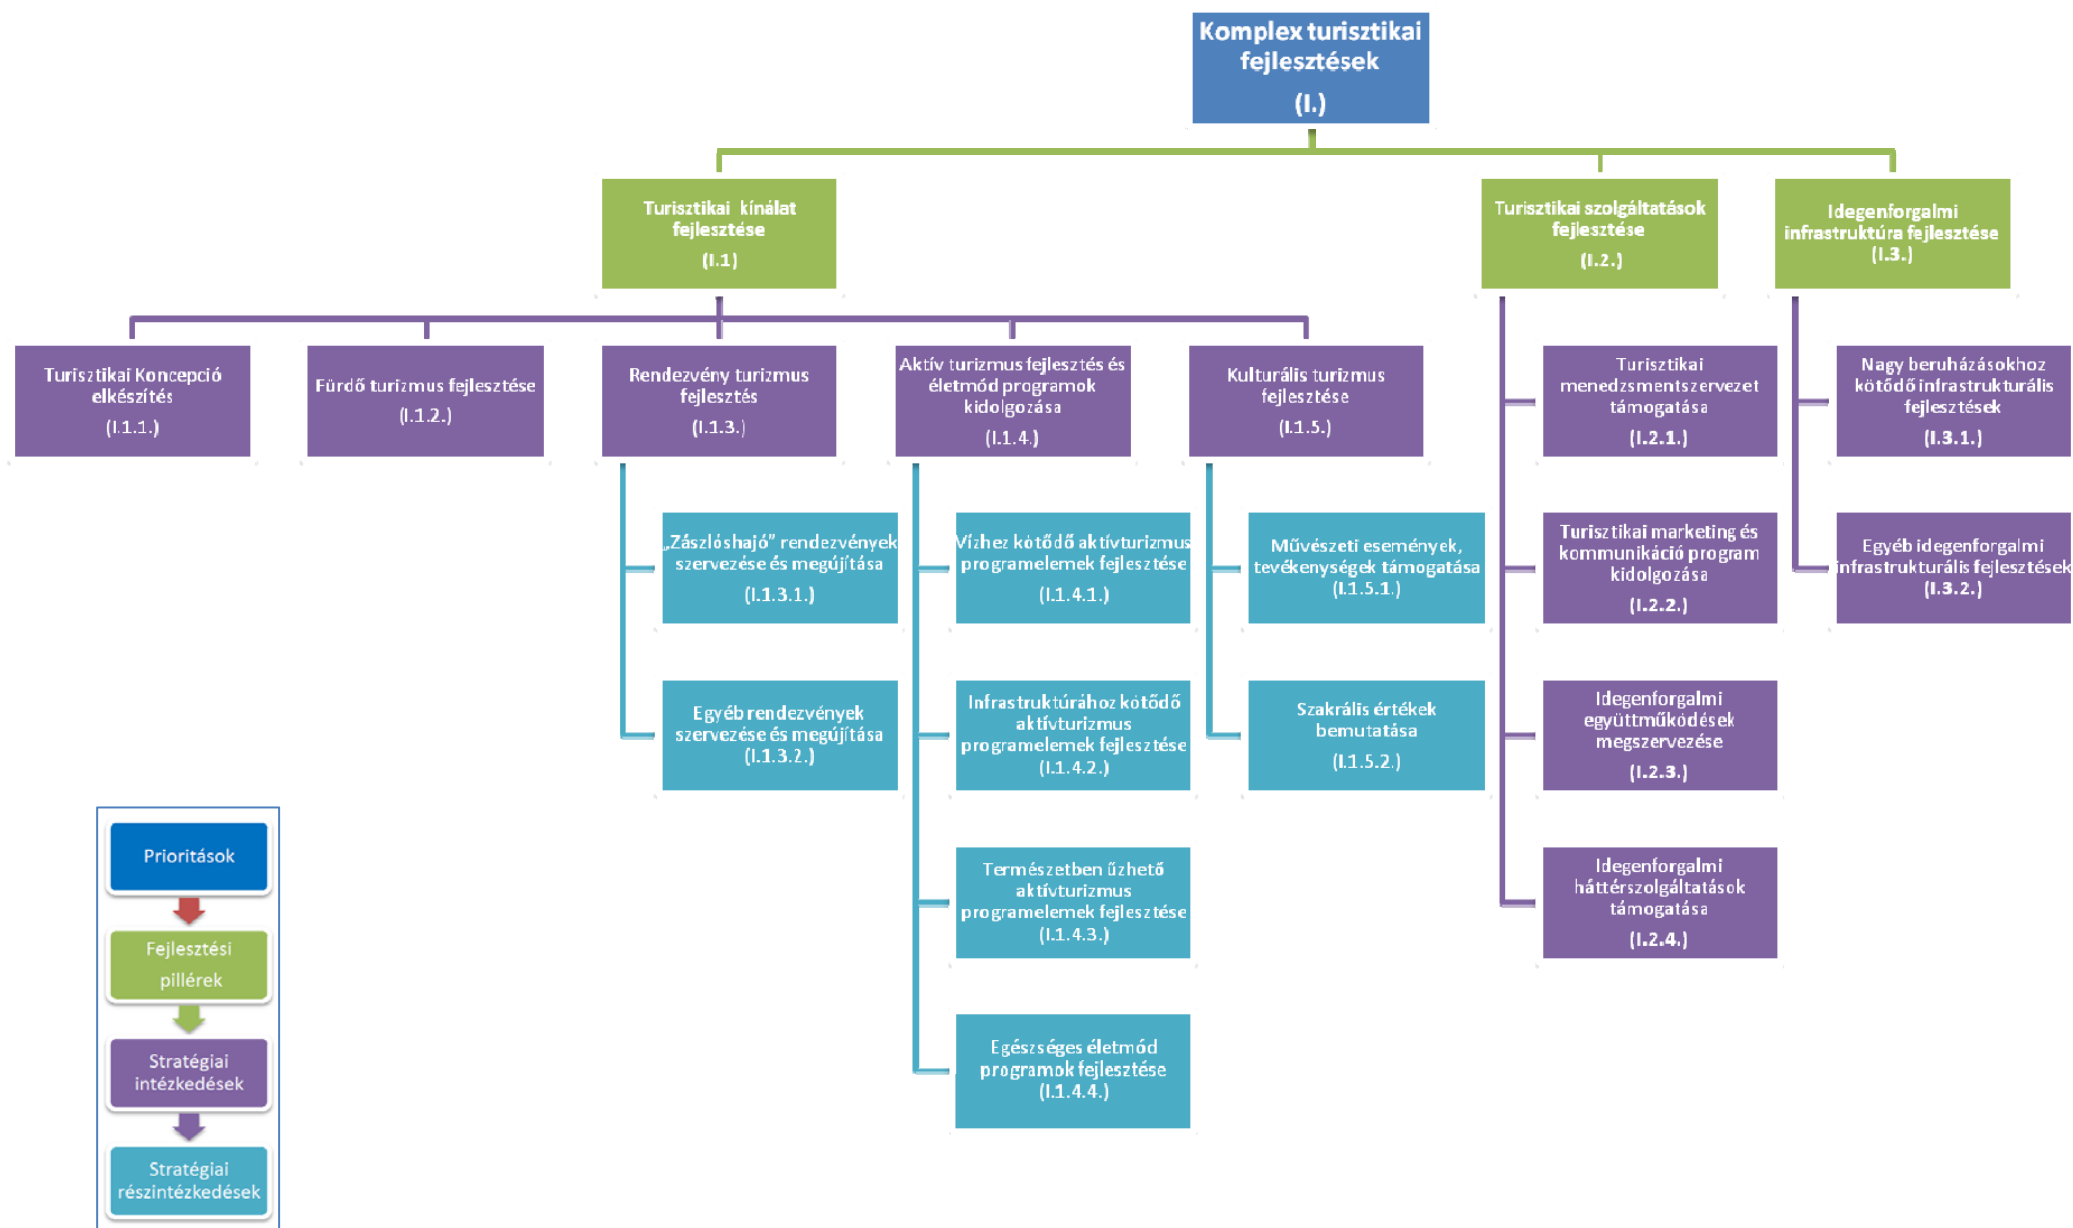 Komplex turisztikai
fejlesztések
(I.)
Turisztikai kínálat
fejlesztése
(I.1)
Turisztikai szolgáltatások
fejlesztése
(I.2.)
Idegenforgalmi
infrastruktúra fejlesztése
(I.3.)
Turisztikai Koncepció
elkészítés
(I.1.1.)
Fürdő turizmus fejlesztése
(I.1.2.)
Rendezvény turizmus
fejlesztés
(I.1.3.)
Aktív turizmus fejlesztés és
életmód programok
kidolgozása
(I.1.4.)
Kulturális turizmus
fejlesztése
(I.1.5.)
Turisztikai
menedzsmentszervezet
támogatása
(I.2.1.)
Nagy beruházásokhoz
kötődő infrastrukturális
fejlesztések
(I.3.1.)
„Zászlóshajó” rendezvények
szervezése és megújítása
(I.1.3.1.)
Vízhez kötődő aktívturizmus
programelemek fejlesztése
(I.1.4.1.)
Művészeti események,
tevékenységek támogatása
(I.1.5.1.)
Turisztikai marketing és
kommunikáció program
kidolgozása
(I.2.2.)
Egyéb idegenforgalmi
infrastrukturális fejlesztések
(I.3.2.)
Egyéb rendezvények
szervezése és megújítása
(I.1.3.2.)
Infrastruktúrához kötődő
aktívturizmus
programelemek fejlesztése
(I.1.4.2.)
Szakrális értékek
bemutatása
(I.1.5.2.)
Idegenforgalmi
együttműködések
megszervezése
(I.2.3.)
Természetben űzhető
aktívturizmus
programelemek fejlesztése
(I.1.4.3.)
Idegenforgalmi
háttérszolgáltatások
támogatása
(I.2.4.)
Egészséges életmód
programok fejlesztése
(I.1.4.4.)
Prioritások
Fejlesztési
pillérek
Stratégiai
intézkedések
Stratégiai
részintézkedések